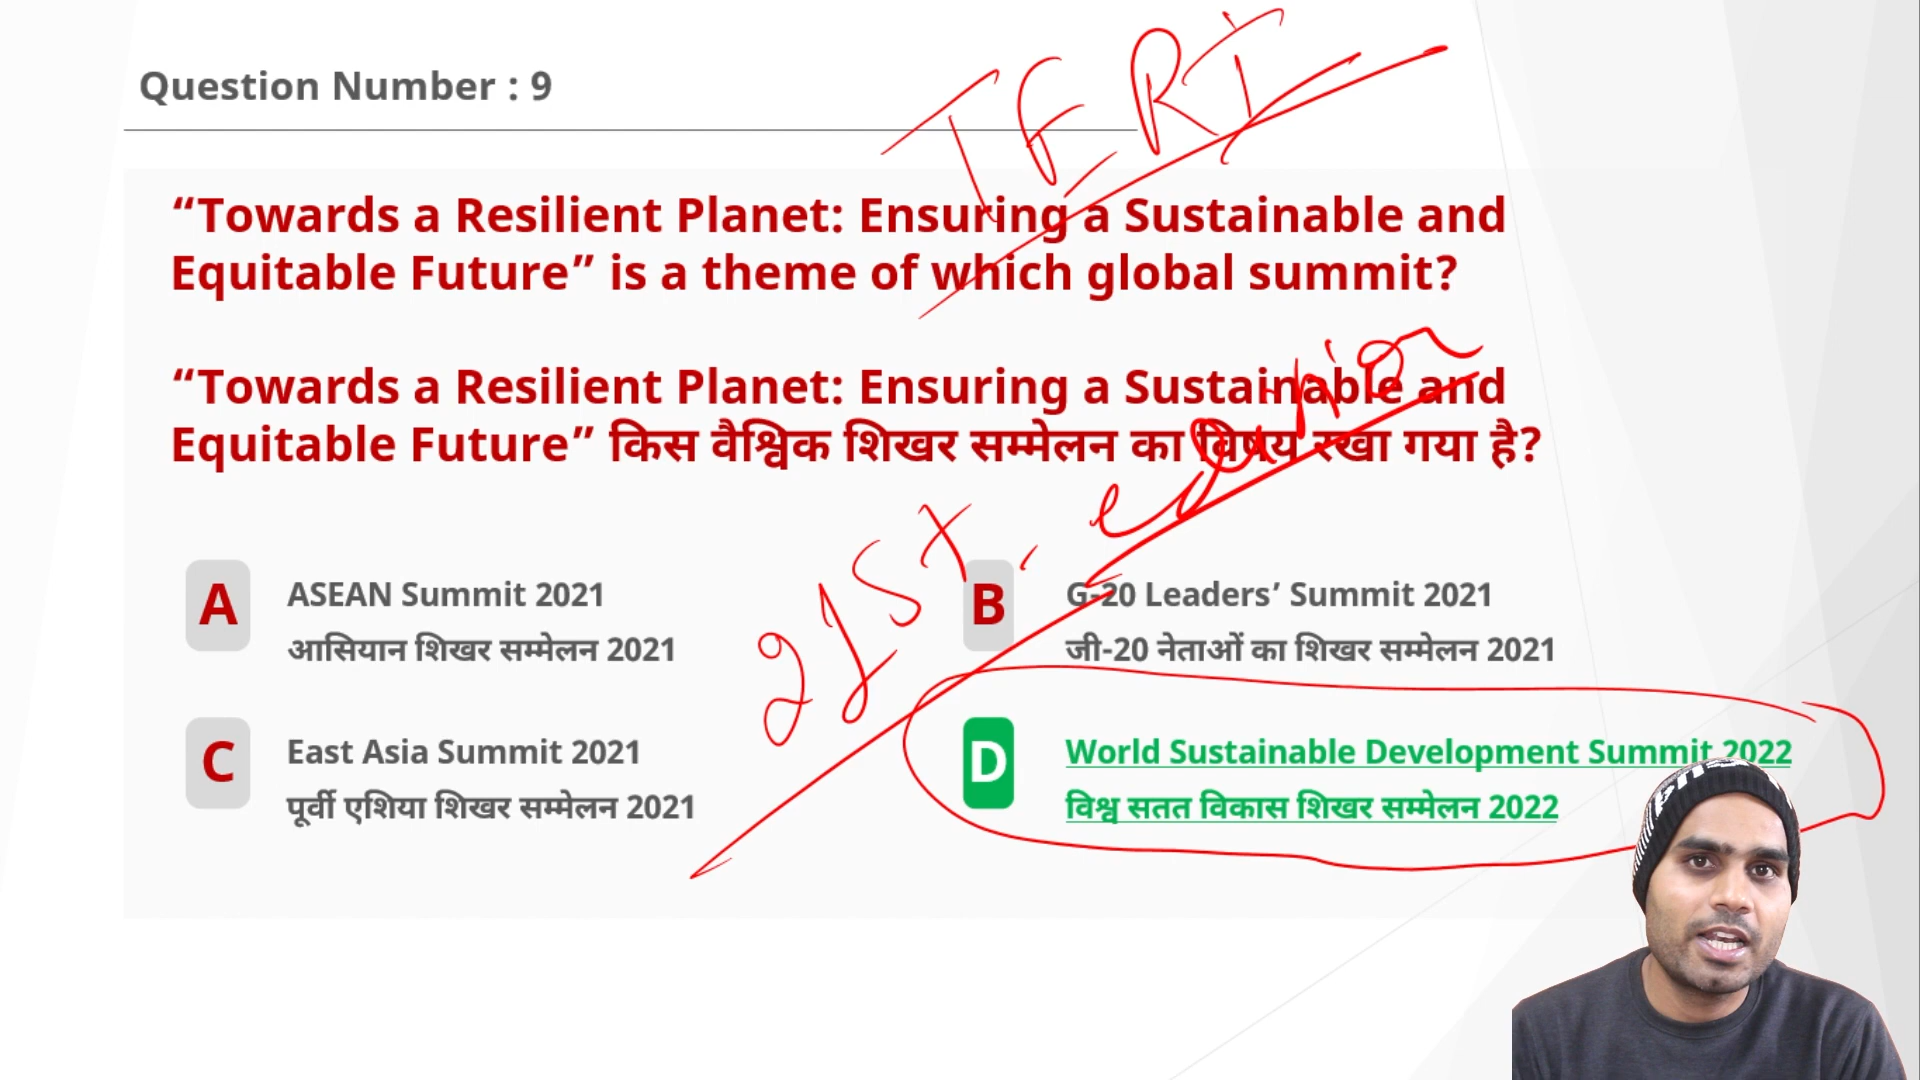 Question Number : 9
TERI
“Towards a Resilient Planet: Ensuring a Sustainable and
Equitable Future” is a theme of which global summit?
“Towards a Resilient Planet: Ensuring a Sustainable and
Equitable Future” किस वैश्विक शिखर सम्मेलन का विषय रखा गया है?
21st. edition
A
ASEAN Summit 2021
आसियान शिखर सम्मेलन 2021
B
G-20 Leaders’ Summit 2021
जी-20 नेताओं का शिखर सम्मेलन 2021
C
East Asia Summit 2021
पूर्वी एशिया शिखर सम्मेलन 2021
D
World Sustainable Development Summit 2022
विश्व सतत विकास शिखर सम्मेलन 2022